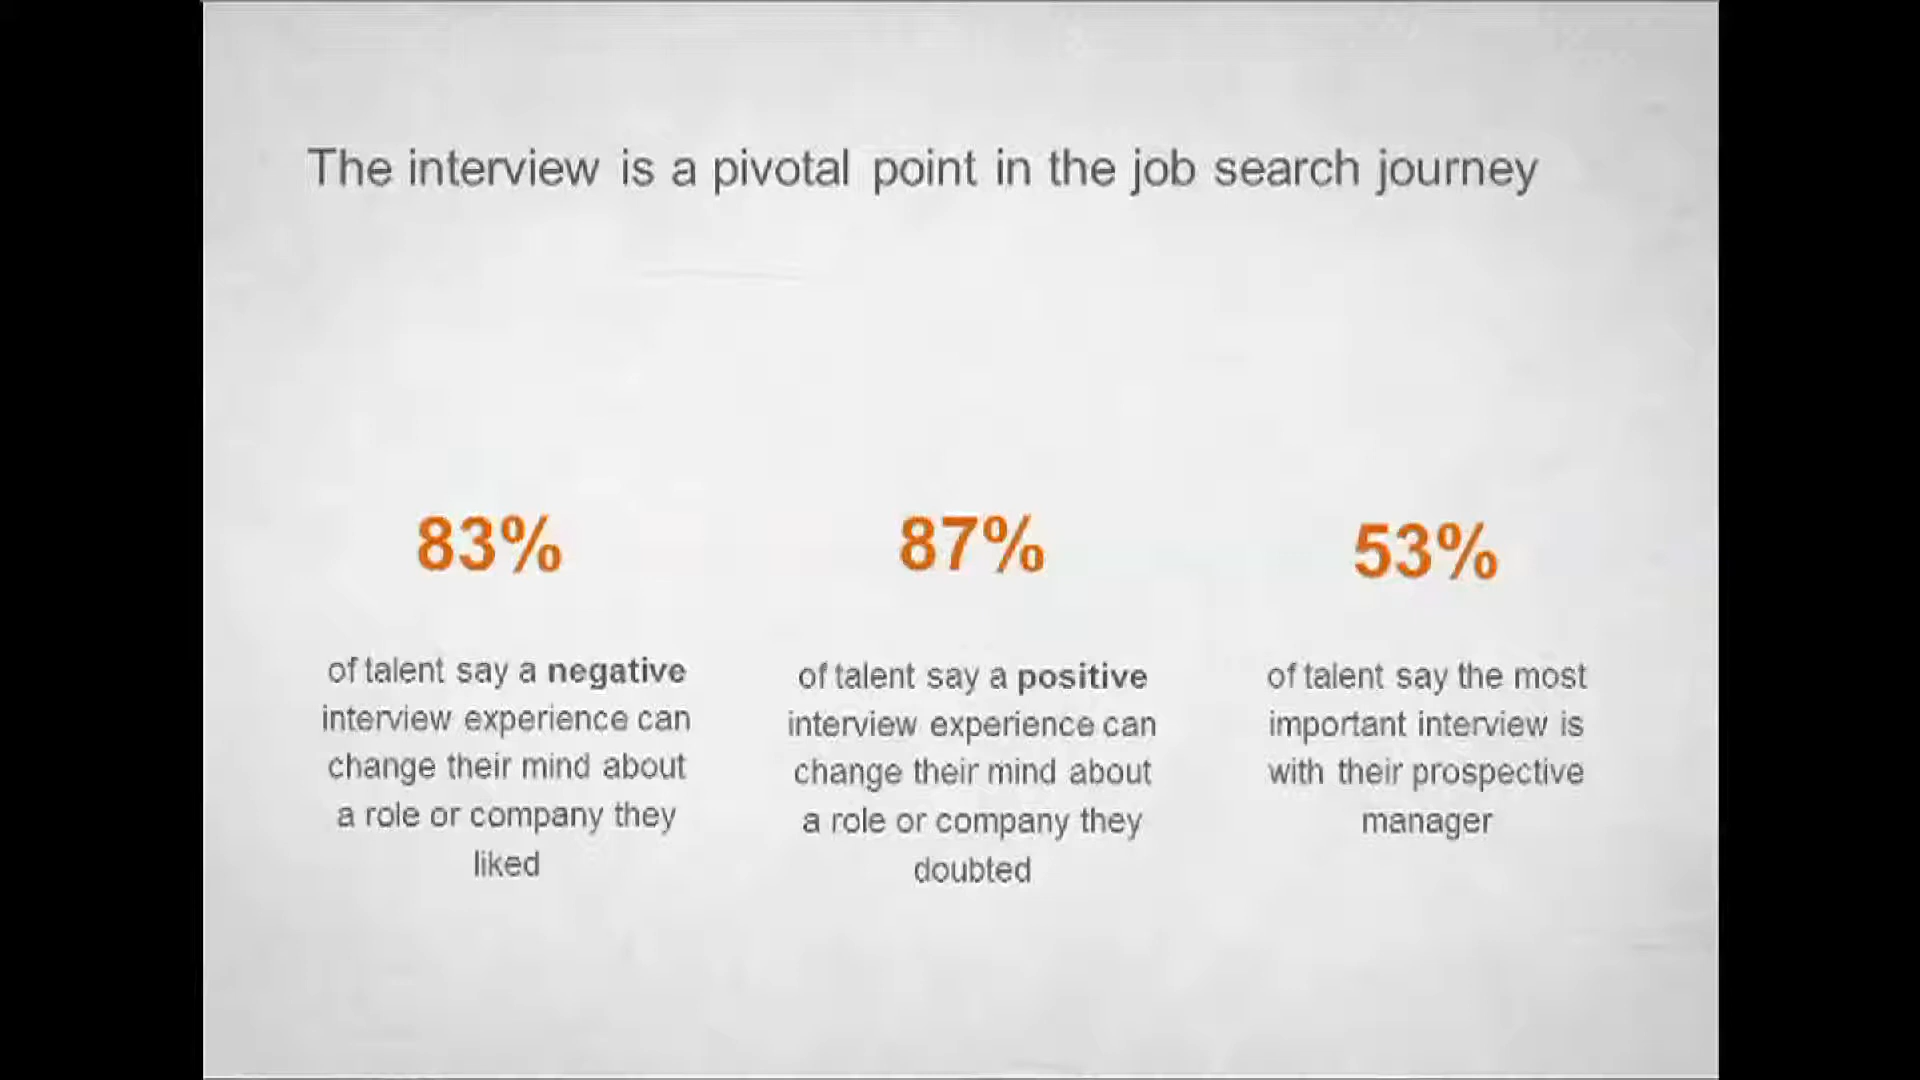 The interview is a pivotal point in the job search journey
83%
of talent say a negative
interview experience can
change their mind about
a role or company they
liked
87%
of talent say a positive
interview experience can
change their mind about
a role or company they
doubted
53%
of talent say the most
important interview is
with their prospective
manager